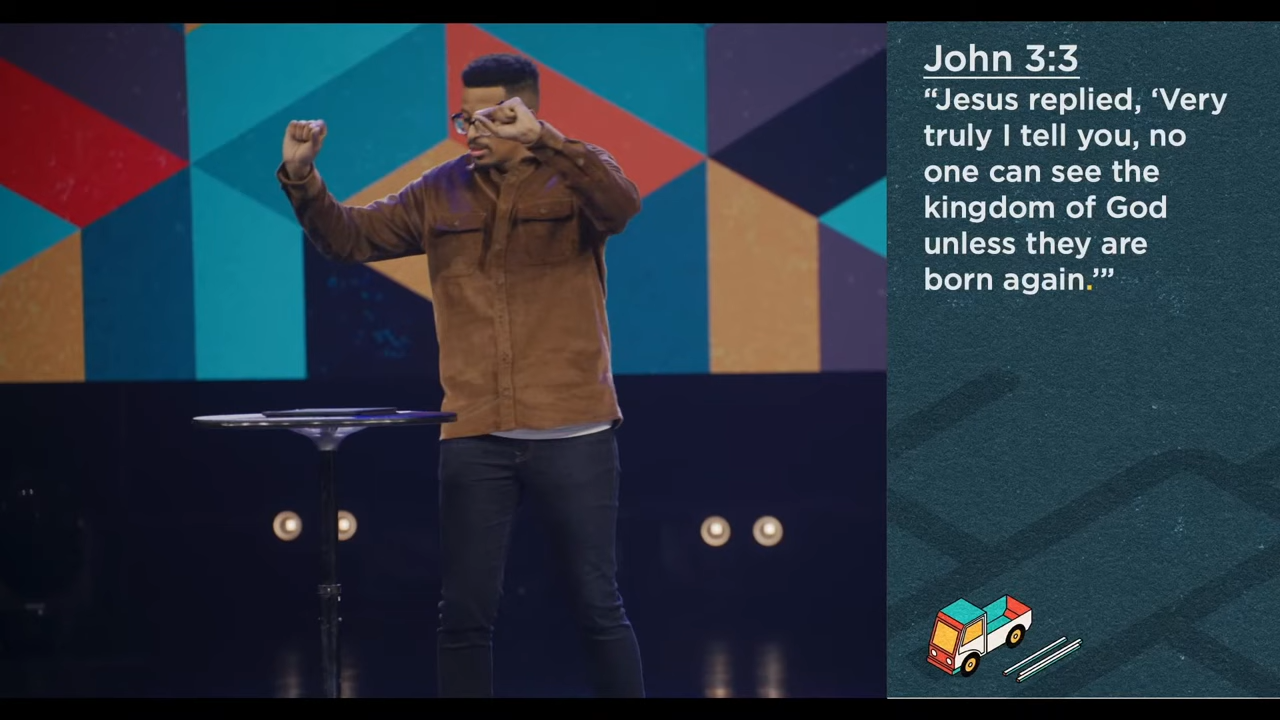 John 3:3
“Jesus replied, ‘Very
truly I tell you, no
one can see the
kingdom of God
unless they are
born again.’”